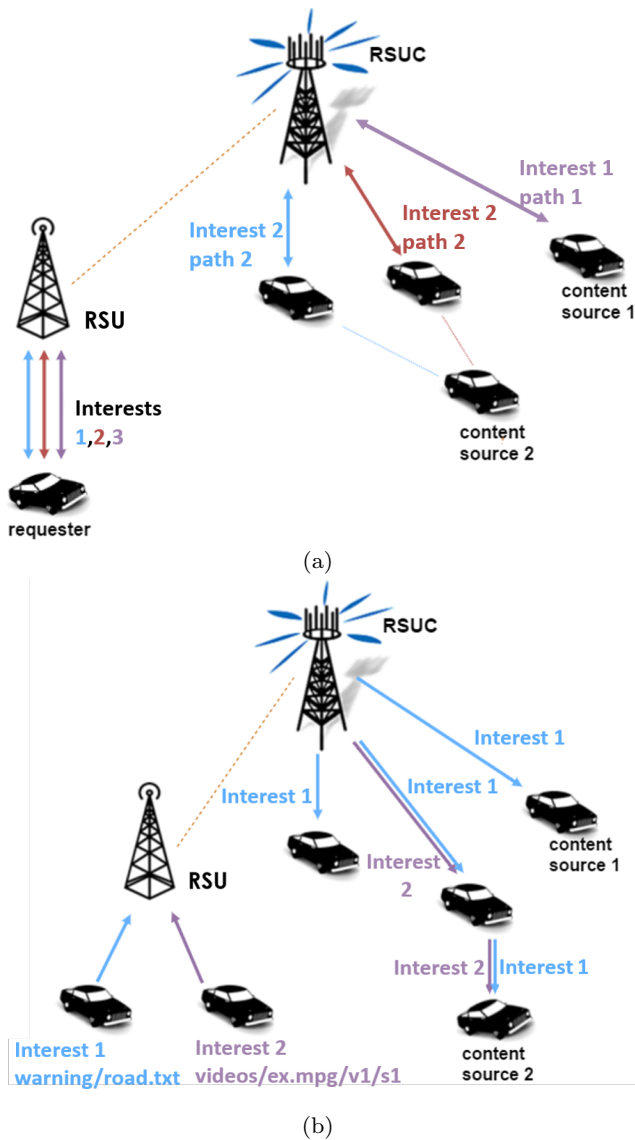 RSUC
Interest 1
path 1
Interest 2
path 2
Interest 2
path 2
content
source 1
RSU
Interests
1,2,3
content
source 2
requester
(a)
RSUC
Interest 1
Interest 1
Interest 1
Interest
2
content
source 1
RSU
Interest 2
Interest 1
Interest 1
warning/road.txt
Interest 2
videos/ex.mpg/v1/s1
content
source 2
(b)